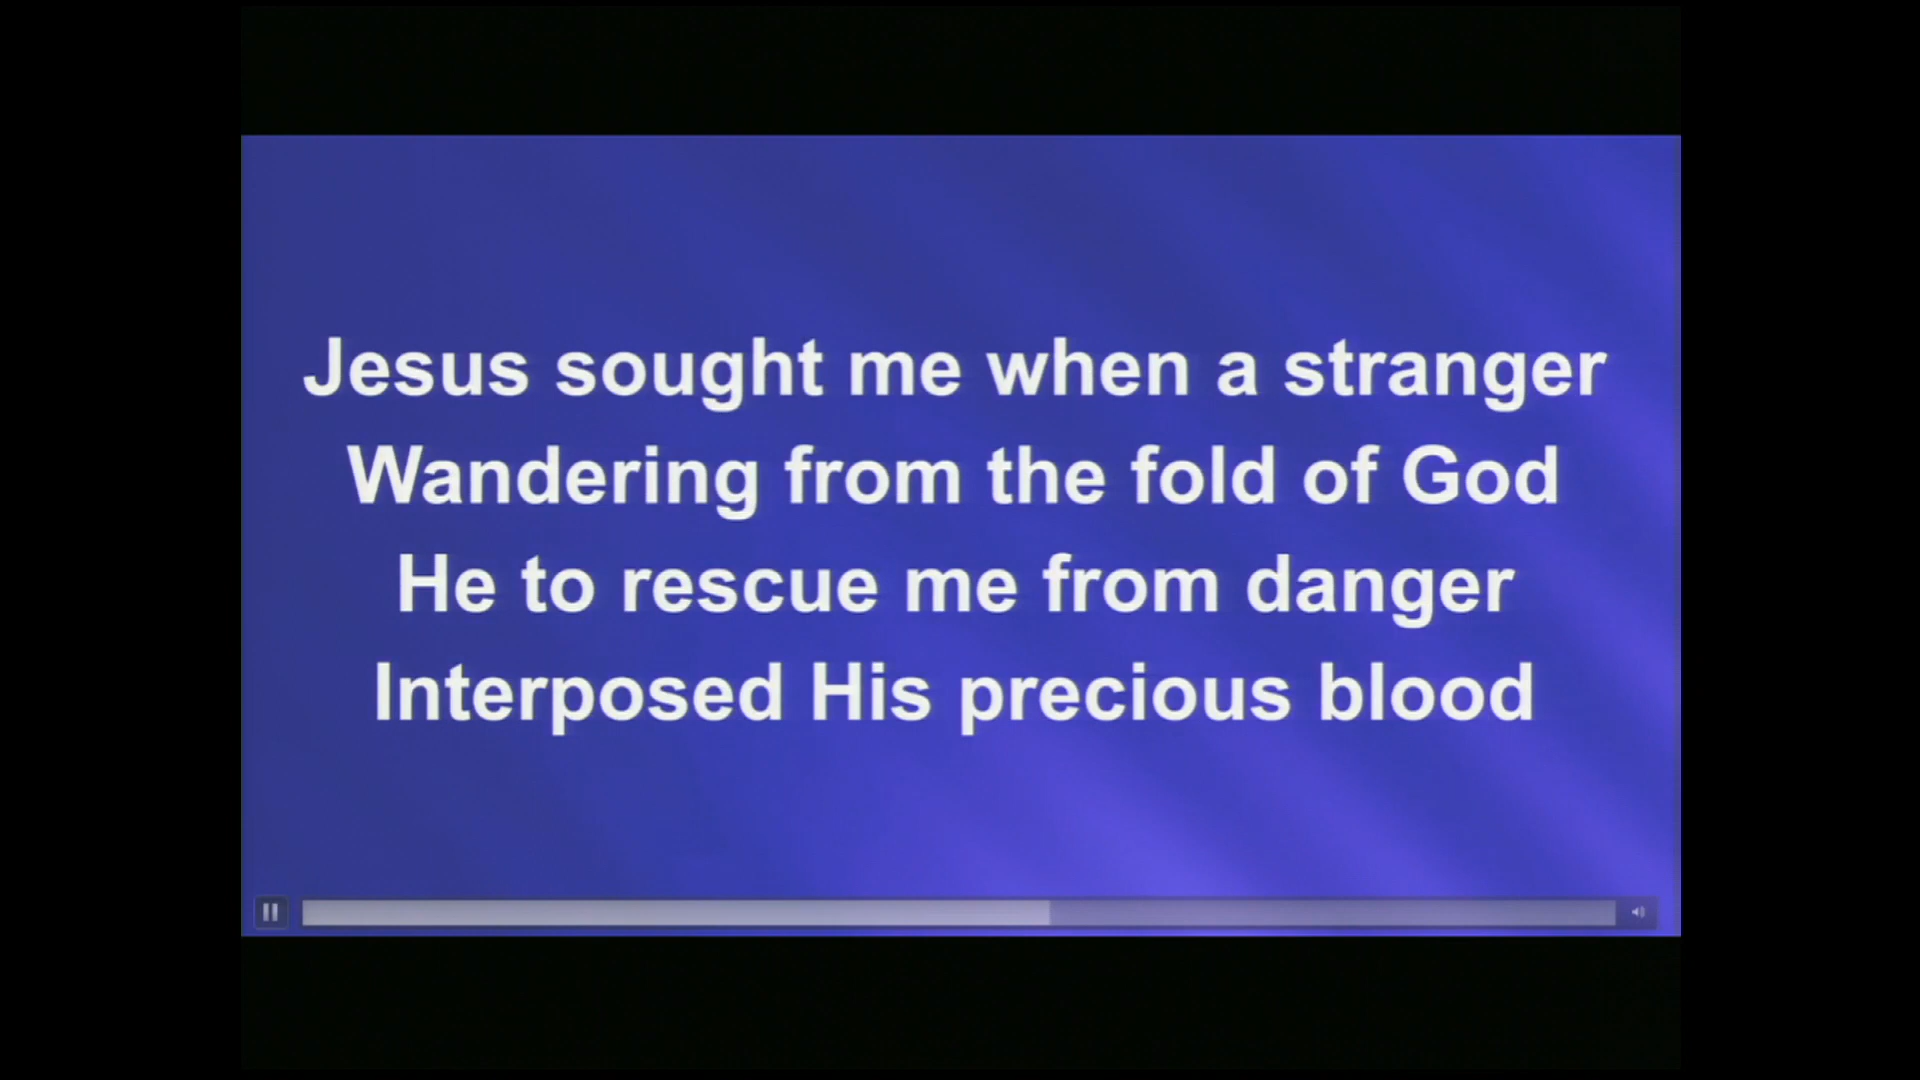 Jesus sought me when a stranger
Wandering from the fold of God
He to rescue me from danger
Interposed His precious blood